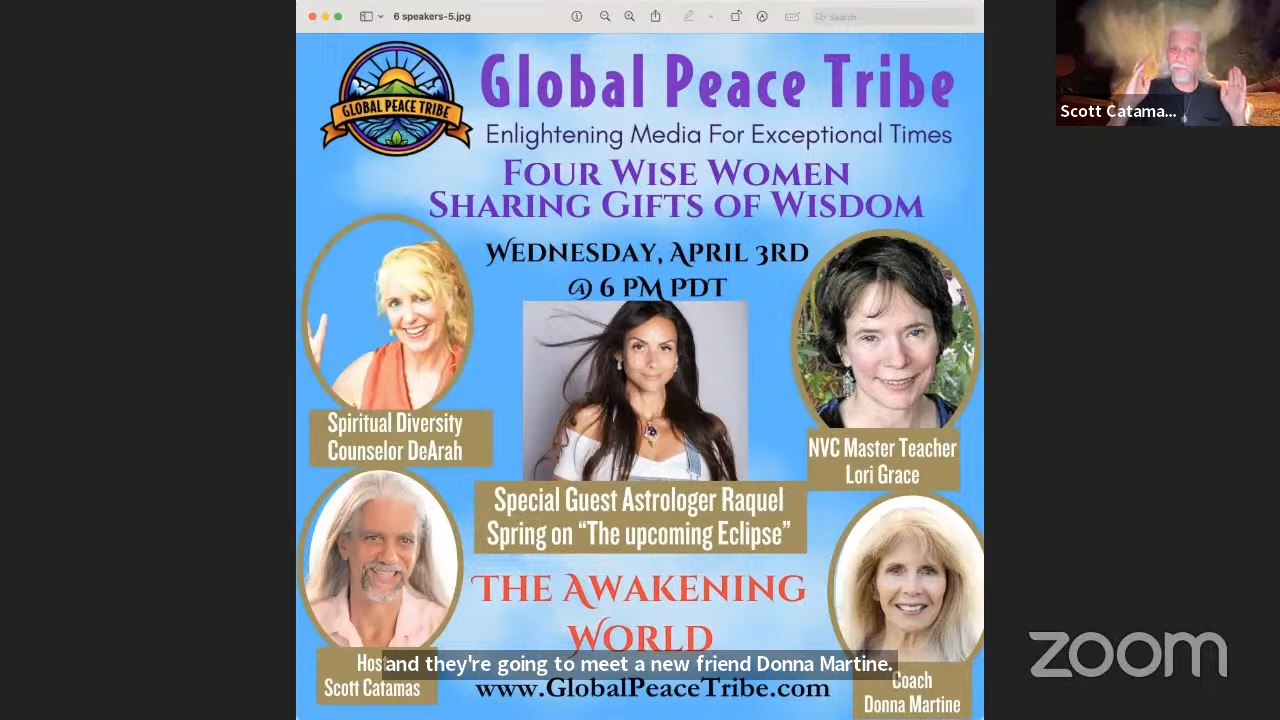 6 speakers-5.jpg
Search
Scott Catama...
GLOBAL PEACE TRIBE
Global Peace Tribe
Enlightening Media For Exceptional Times
Four Wise Women
Sharing Gifts of Wisdom
Wednesday, April 3rd
@ 6 PM PDT
Spiritual Diversity
Counselor DeArah
NVC Master Teacher
Lori Grace
Special Guest Astrologer Raquel
Spring on “The upcoming Eclipse”
The Awakening
World
Hos
Scott Catamas
and they're going to meet a new friend Donna Martine.
www.GlobalPeaceTribe.com
Coach
Donna Martine
zoom